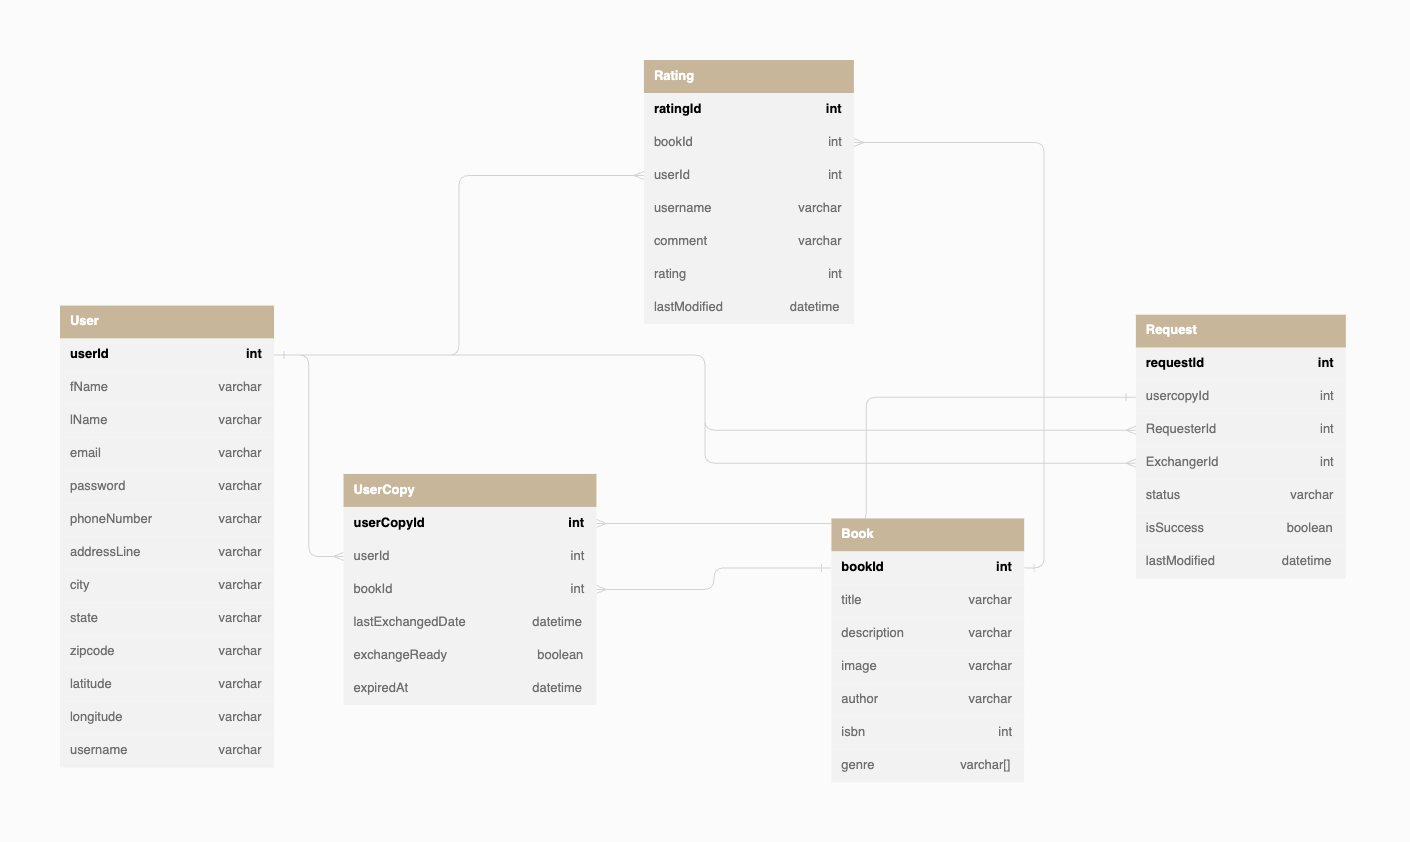 Rating
ratingId int
bookId int
userId int
username varchar
comment varchar
rating int
lastModified datetime
User
userId int
fName varchar
lName varchar
email varchar
password varchar
phoneNumber varchar
addressLine varchar
city varchar
state varchar
zipcode varchar
latitude varchar
longitude varchar
username varchar
Request
requestId int
usercopyId int
RequesterId int
ExchangerId int
status varchar
isSuccess boolean
lastModified datetime
UserCopy
userCopyId int
userId int
bookId int
lastExchangedDate datetime
exchangeReady boolean
expiredAt datetime
Book
bookId int
title varchar
description varchar
image varchar
author varchar
isbn int
genre varchar[]